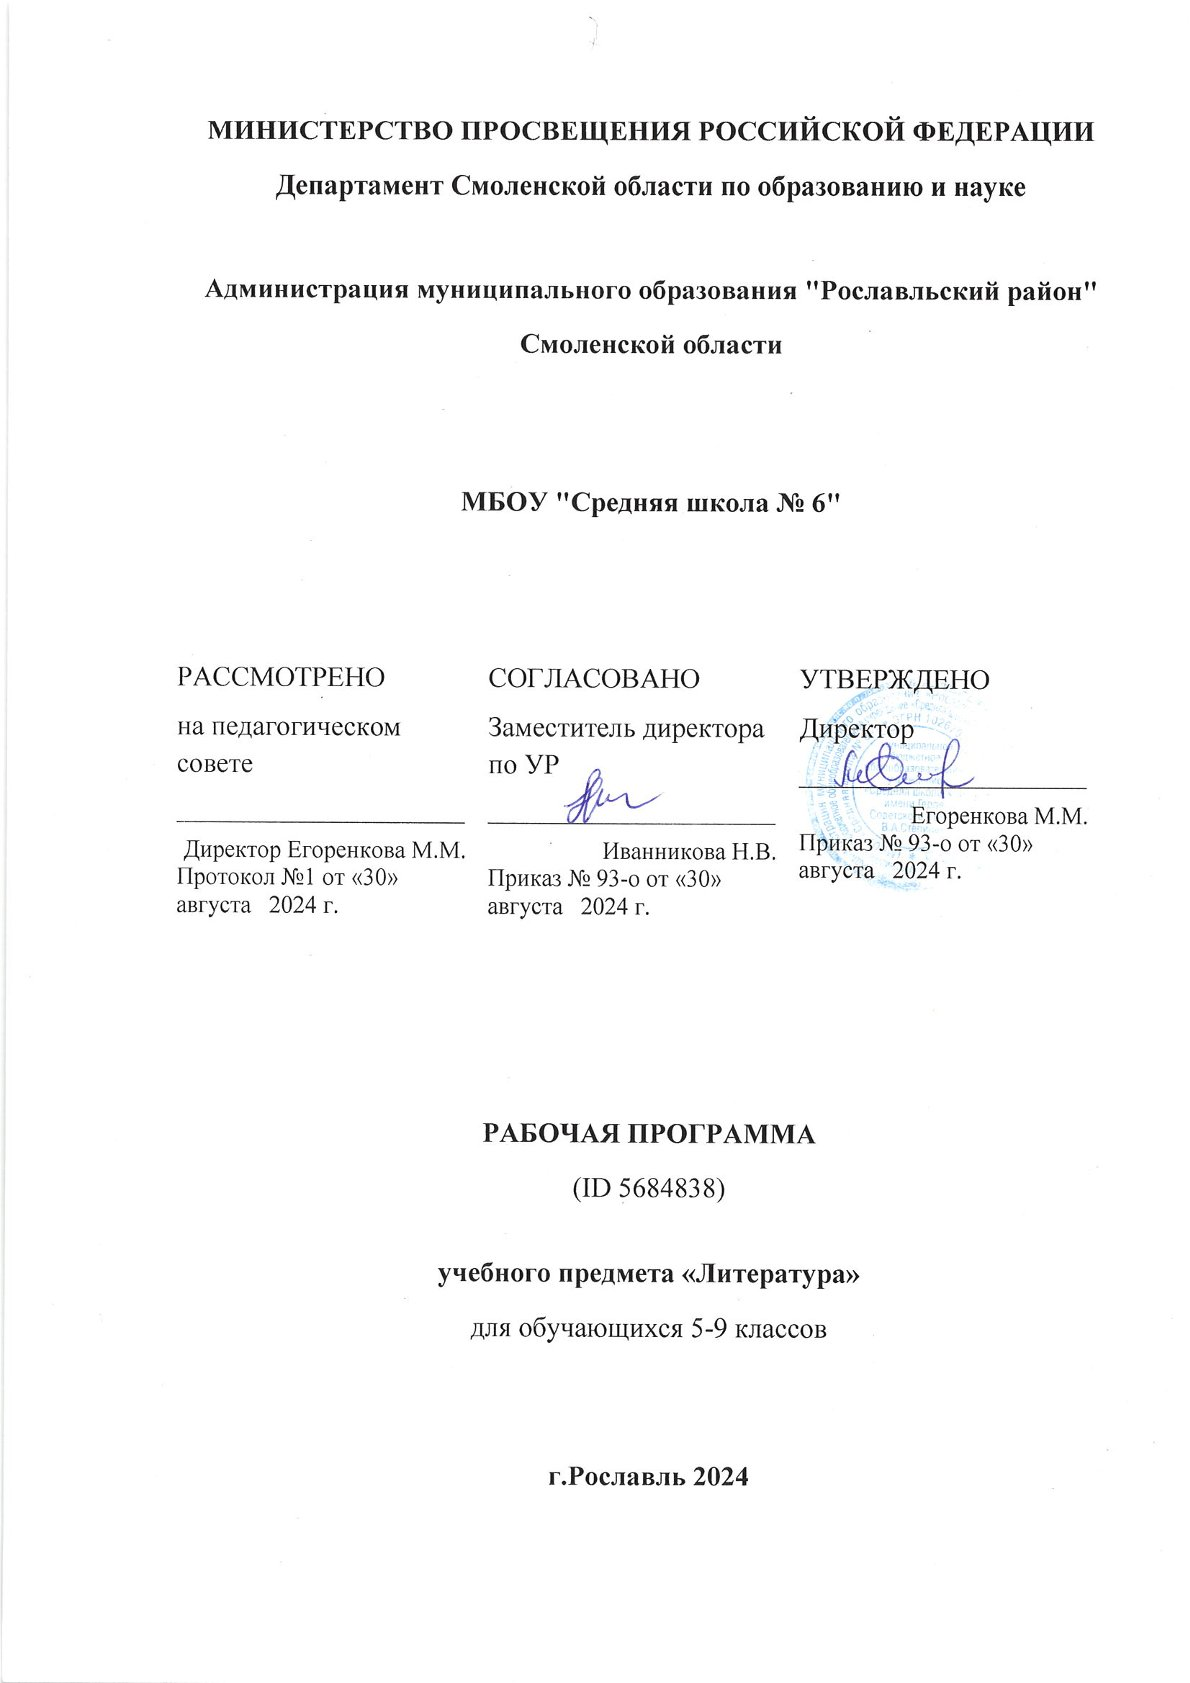 МИНИСТЕРСТВО ПРОСВЕЩЕНИЯ РОССИЙСКОЙ ФЕДЕРАЦИИ
Департамент Смоленской области по образованию и науке
Администрация муниципального образования "Рославльский район"
Смоленской области
МБОУ "Средняя школа № 6"
РАССМОТРЕНО
на педагогическом
совете
Директор Егоренкова М.М.
Протокол №1 от «30»
августа 2024 г.
СОГЛАСОВАНО
Заместитель директора
по УР
Иванникова Н.В.
Приказ № 93-о от «30»
августа 2024 г.
УТВЕРЖДЕНО
Директор
Егоренкова М.М.
Приказ № 93-о от «30»
августа 2024 г.
РАБОЧАЯ ПРОГРАММА
(ID 5684838)
учебного предмета «Литература»
для обучающихся 5-9 классов
г.Рославль 2024